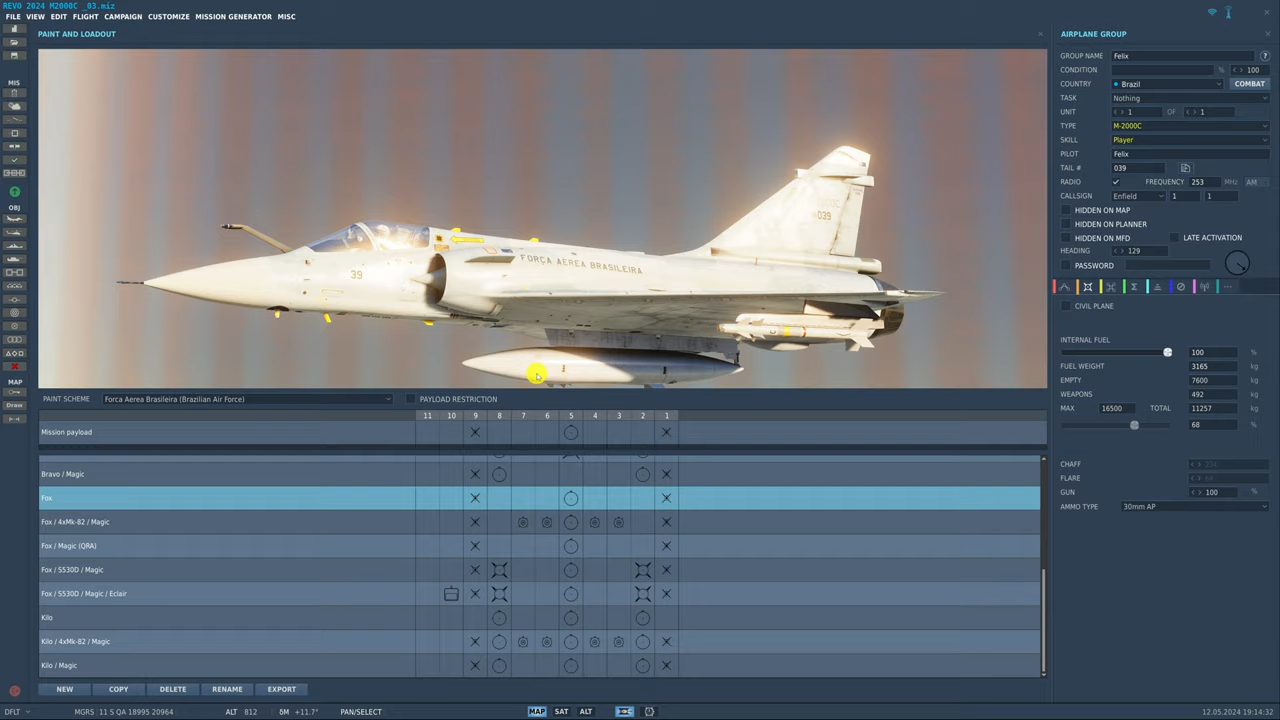 REVO 2024 M2000C _03.miz
FILE VIEW EDIT FLIGHT CAMPAIGN CUSTOMIZE MISSION GENERATOR MISC
PAINT AND LOADOUT
MIS
OBJ
MAP
Draw
39
FORÇA AEREA BRASILEIRA
039
PAINT SCHEME Forca Aerea Brasileira (Brazilian Air Force) PAYLOAD RESTRICTION
11 10 9 8 7 6 5 4 3 2 1
Mission payload
Bravo / Magic
Fox
Fox / 4xMk-82 / Magic
Fox / Magic (QRA)
Fox / S530D / Magic
Fox / S530D / Magic / Eclair
Kilo
Kilo / 4xMk-82 / Magic
Kilo / Magic
NEW COPY DELETE RENAME EXPORT
AIRPLANE GROUP
GROUP NAME Felix ?
CONDITION % 100
COUNTRY Brazil COMBAT
TASK Nothing
UNIT 1 OF 1
TYPE M-2000C
SKILL Player
PILOT Felix
TAIL # 039
RADIO FREQUENCY 253 MHz AM
CALLSIGN Enfield 1 1
HIDDEN ON MAP
HIDDEN ON PLANNER
HIDDEN ON MFD LATE ACTIVATION
HEADING 129
PASSWORD
CIVIL PLANE
INTERNAL FUEL
100 %
FUEL WEIGHT 3165 kg
EMPTY 7600 kg
WEAPONS 492 kg
MAX 16500 TOTAL 11257 kg
68 %
CHAFF 234
FLARE 64
GUN 100 %
AMMO TYPE 30mm AP
DFLT MGRS 11 S QA 18995 20964 ALT 812 δM +11.7° PAN/SELECT MAP SAT ALT 12.05.2024 19:14:32